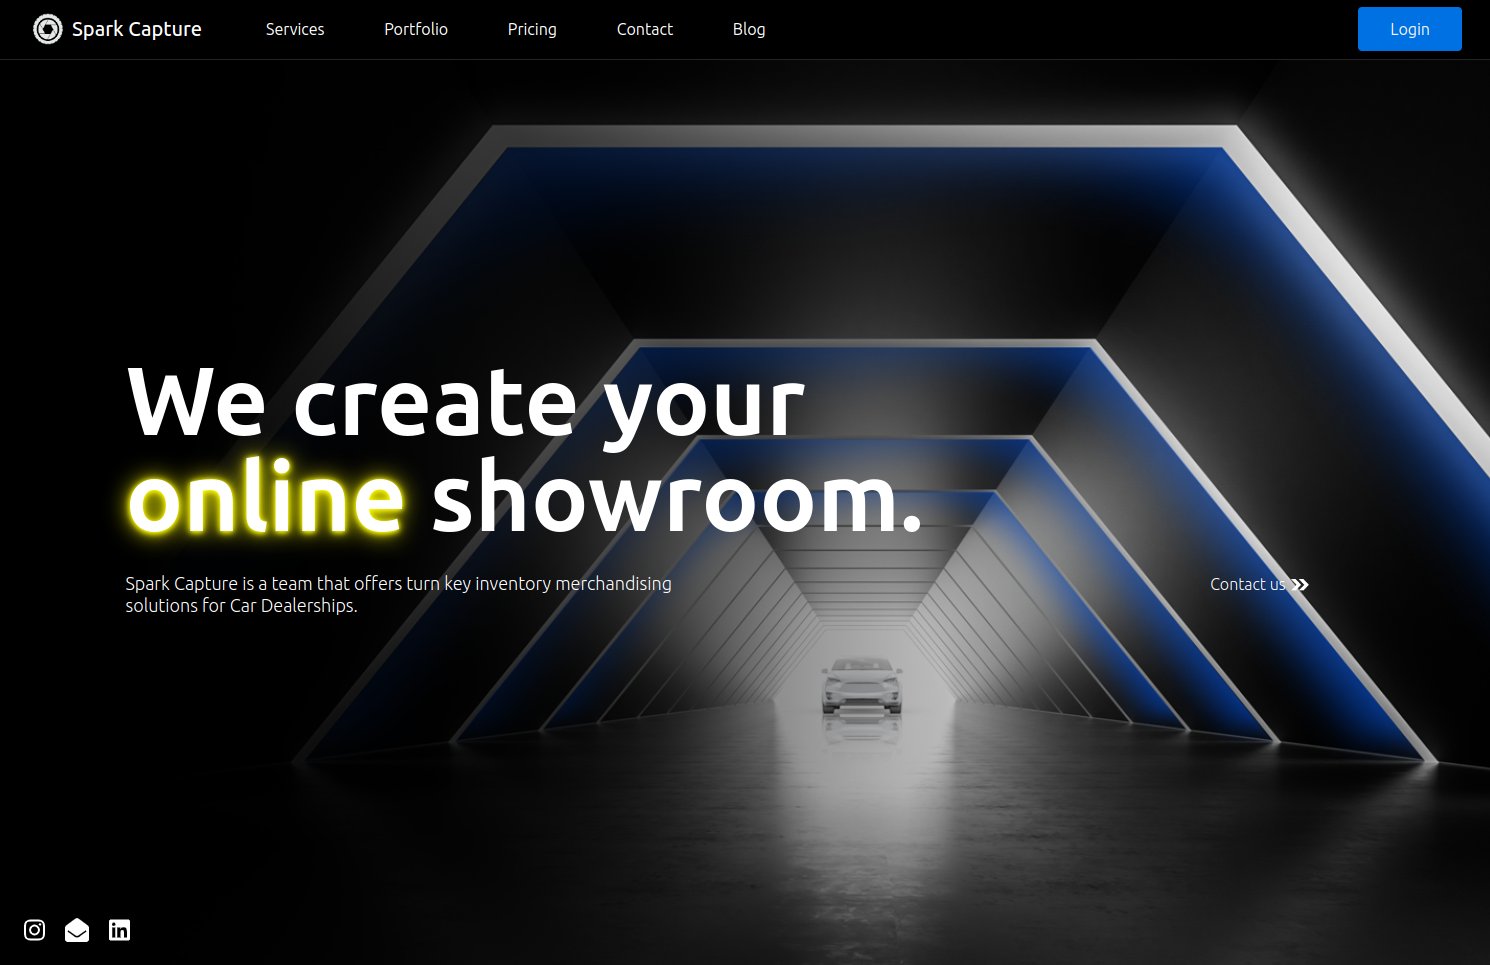 Spark Capture
Services
Portfolio
Pricing
Contact
Blog
Login
We create your
online showroom.
Spark Capture is a team that offers turn key inventory merchandising
solutions for Car Dealerships.
Contact us